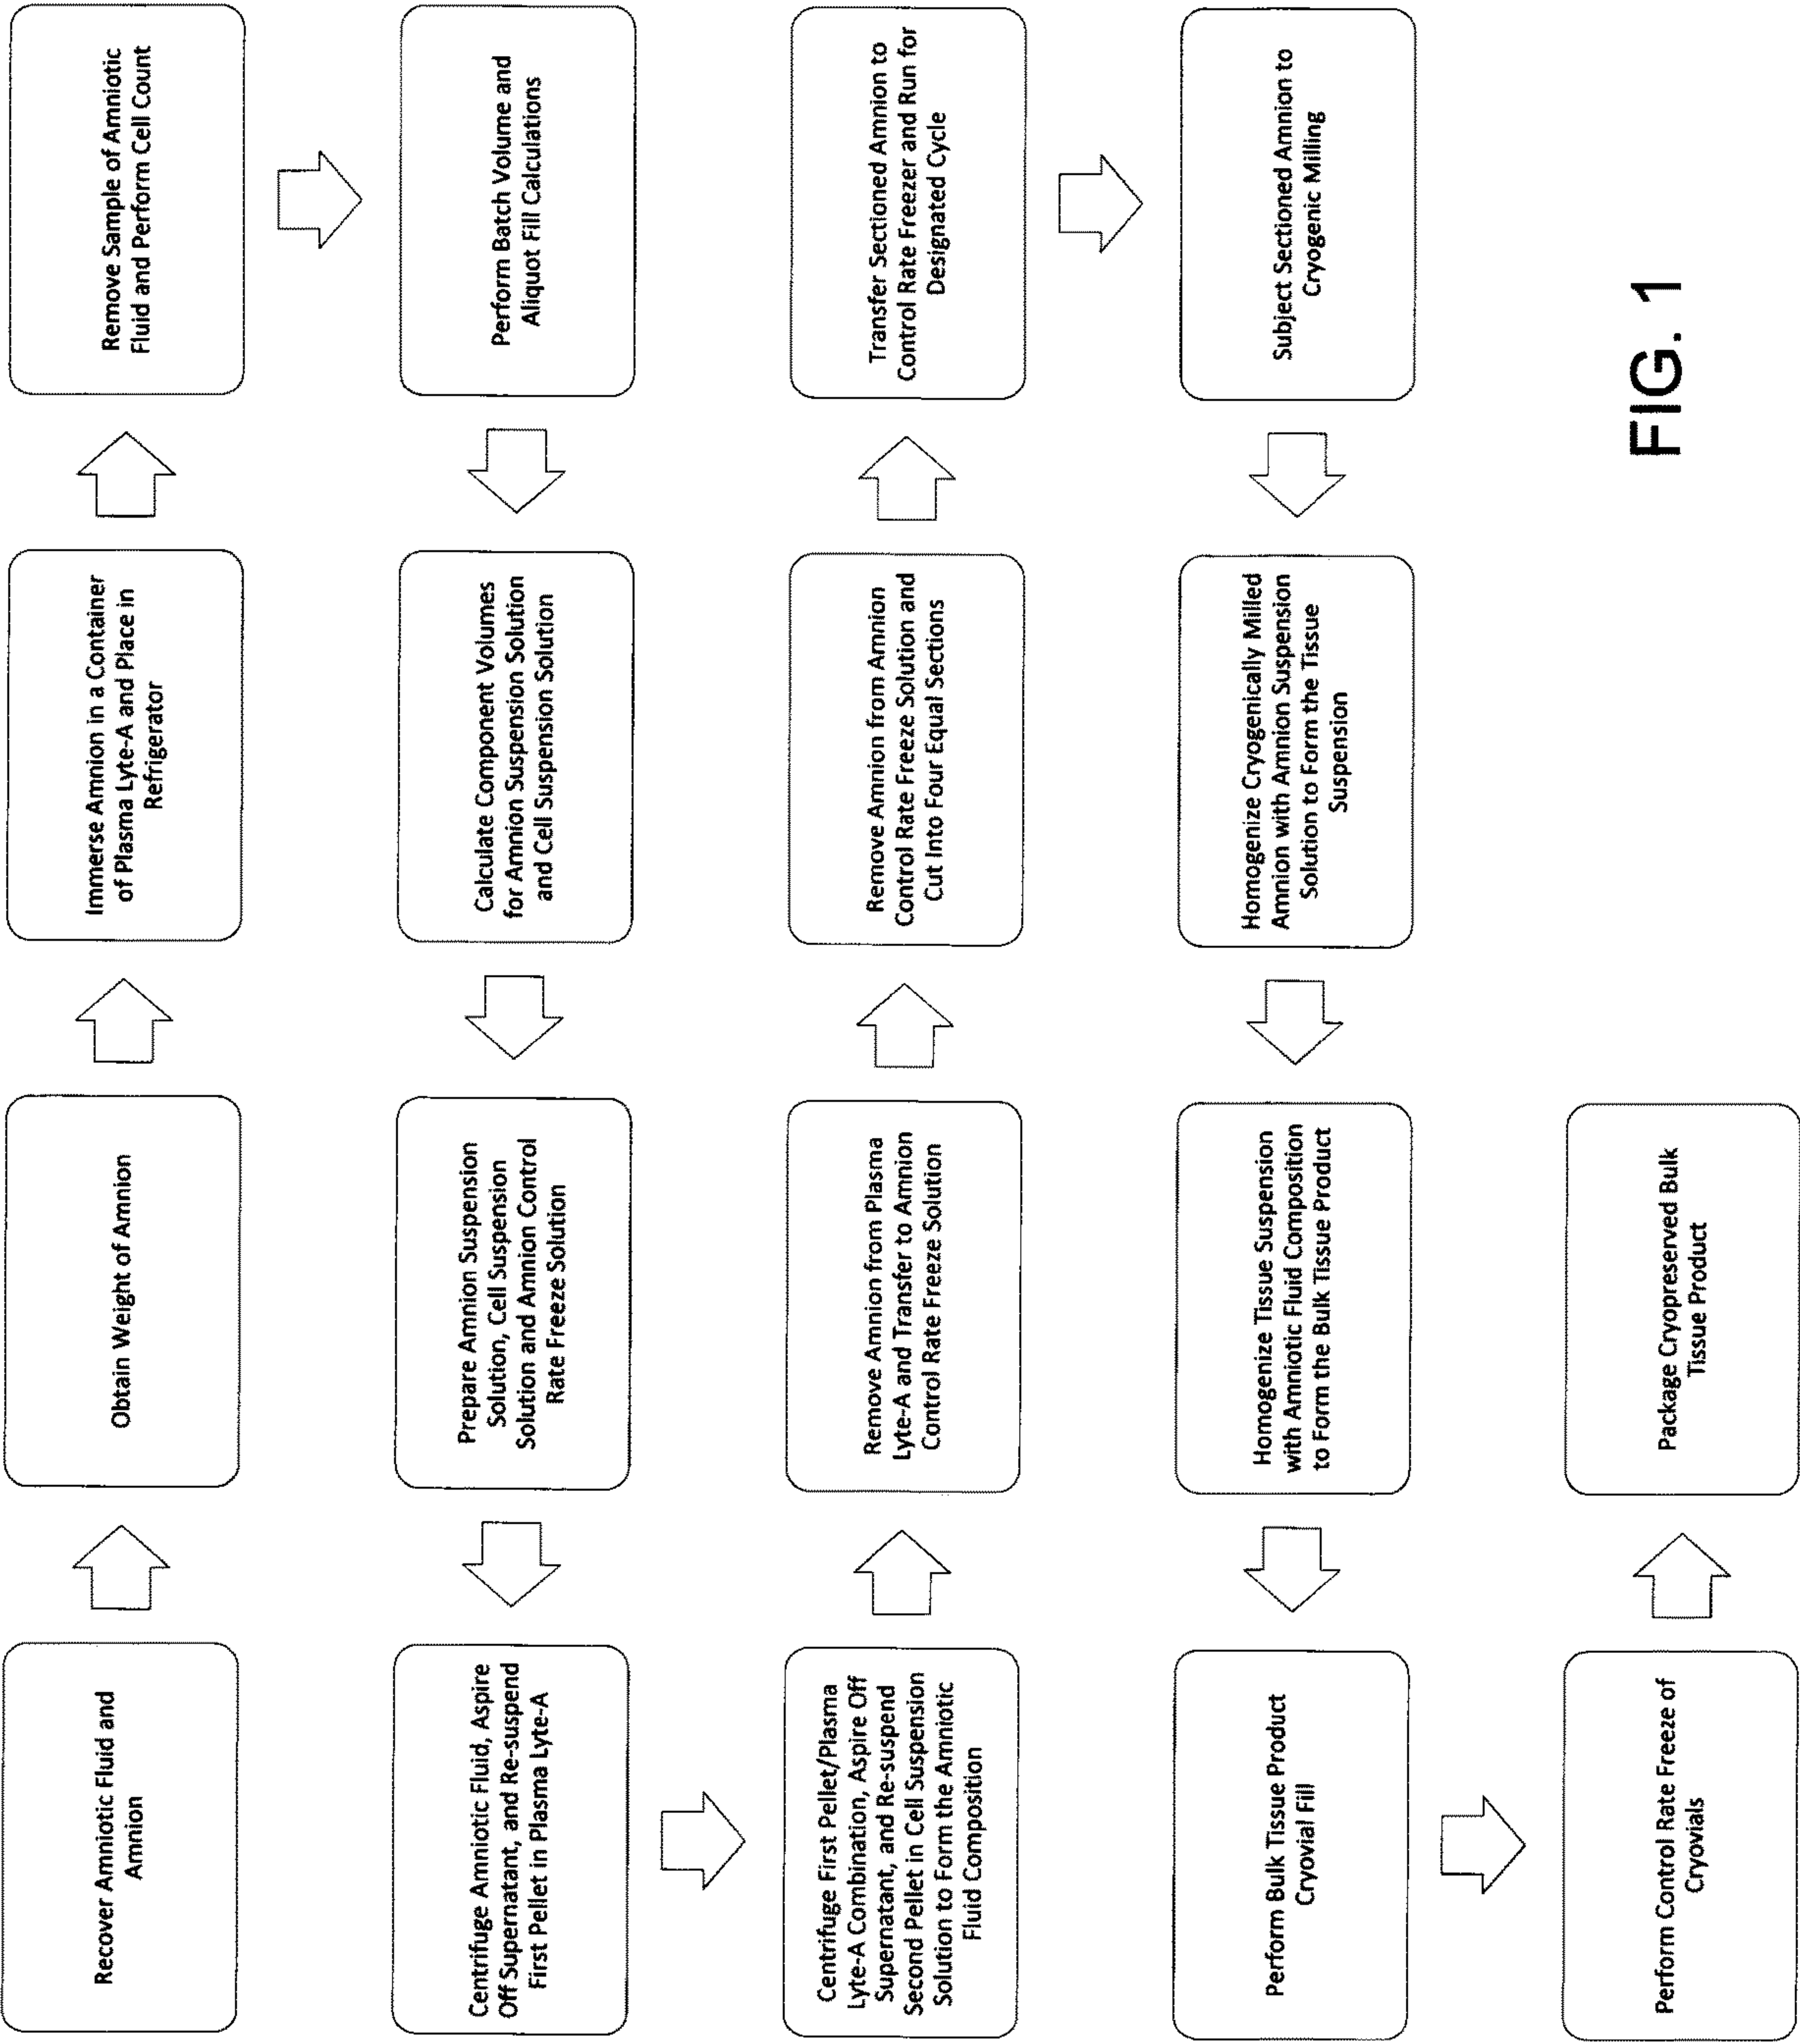 Recover Amniotic Fluid and
Amnion
Obtain Weight of Amnion
Immerse Amnion in a Container
of Plasma Lyte-A and Place in
Refrigerator
Remove Sample of Amniotic
Fluid and Perform Cell Count
Perform Batch Volume and
Aliquot Fill Calculations
Calculate Component Volumes
for Amnion Suspension Solution
and Cell Suspension Solution
Prepare Amnion Suspension
Solution, Cell Suspension
Solution and Amnion Control
Rate Freeze Solution
Centrifuge Amniotic Fluid, Aspire
Off Supernatant, and Re-suspend
First Pellet in Plasma Lyte-A
Centrifuge First Pellet/Plasma
Lyte-A Combination, Aspire Off
Supernatant, and Re-suspend
Second Pellet in Cell Suspension
Solution to Form the Amniotic
Fluid Composition
Remove Amnion from Plasma
Lyte-A and Transfer to Amnion
Control Rate Freeze Solution
Remove Amnion from Amnion
Control Rate Freeze Solution and
Cut Into Four Equal Sections
Transfer Sectioned Amnion to
Control Rate Freezer and Run for
Designated Cycle
Subject Sectioned Amnion to
Cryogenic Milling
Homogenize Cryogenically Milled
Amnion with Amnion Suspension
Solution to Form the Tissue
Suspension
Homogenize Tissue Suspension
with Amniotic Fluid Composition
to Form the Bulk Tissue Product
Perform Bulk Tissue Product
Cryovial Fill
Perform Control Rate Freeze of
Cryovials
Package Cryopreserved Bulk
Tissue Product
FIG. 1